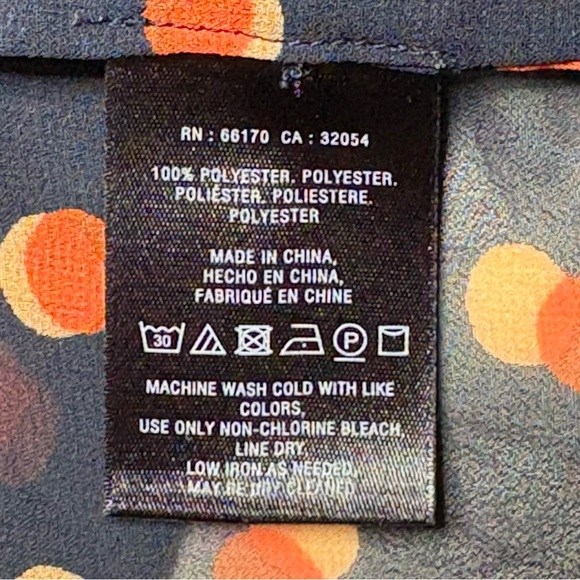 RN : 66170 CA : 32054
100% POLYESTER. POLYESTER.
POLIÉSTER. POLIESTERE.
POLYESTER
MADE IN CHINA,
HECHO EN CHINA,
FABRIQUÉ EN CHINE
30 P
MACHINE WASH COLD WITH LIKE
COLORS,
USE ONLY NON-CHLORINE BLEACH,
LINE DRY,
LOW IRON AS NEEDED,
MAY BE DRY CLEANED